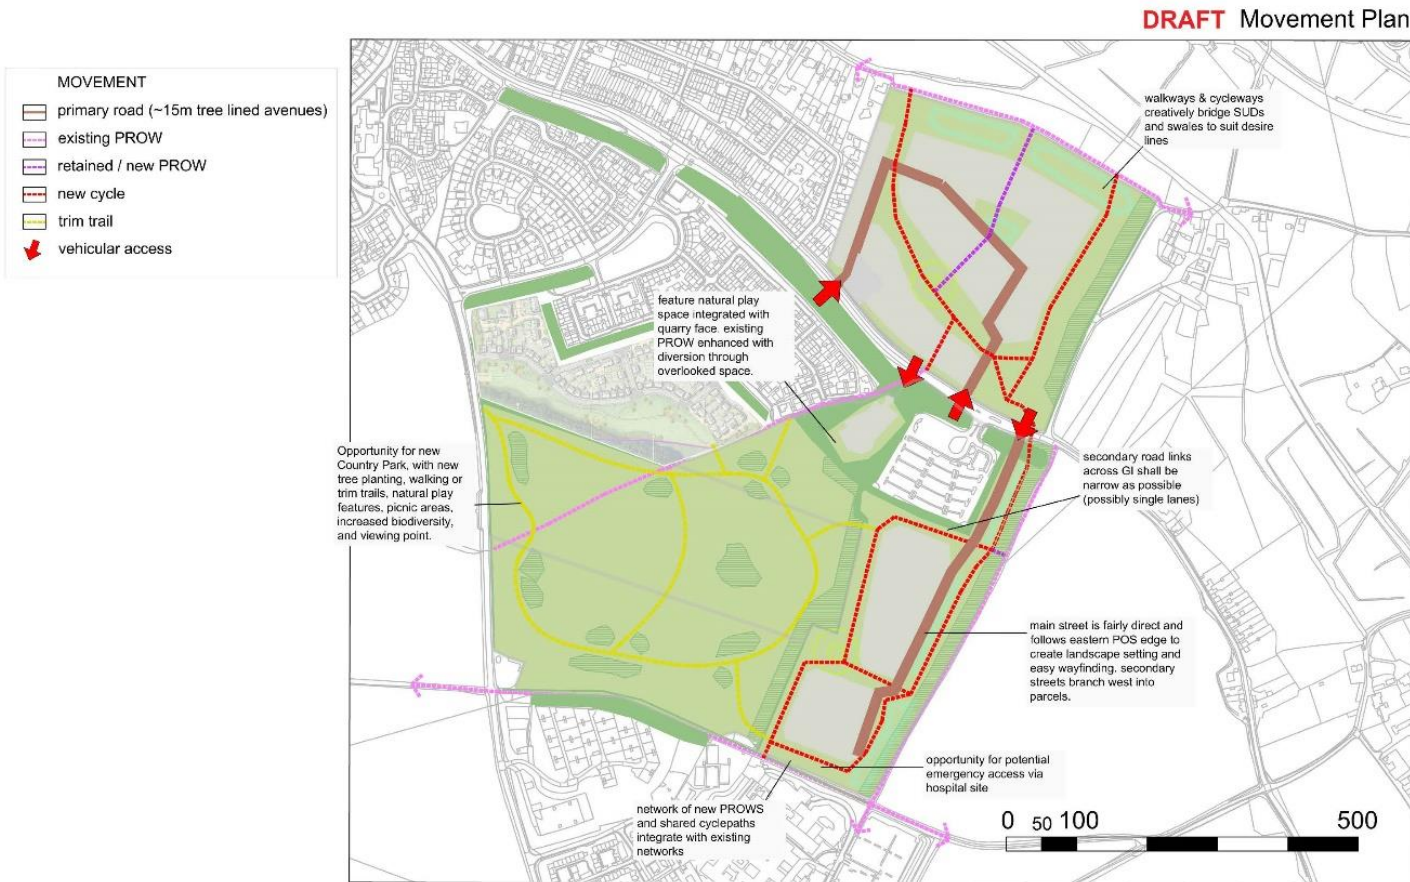 DRAFT Movement Plan
MOVEMENT
primary road (~15m tree lined avenues)
existing PROW
retained / new PROW
new cycle
trim trail
vehicular access
walkways & cycleways
creatively bridge SUDs
and swales to suit desire
lines
feature natural play
space integrated with
quarry face. existing
PROW enhanced with
diversion through
overlooked space.
Opportunity for new
Country Park, with new
tree planting, walking or
trim trails, natural play
features, picnic areas,
increased biodiversity,
and viewing point.
secondary road links
across GI shall be
narrow as possible
(possibly single lanes)
main street is fairly direct and
follows eastern POS edge to
create landscape setting and
easy wayfinding. secondary
streets branch west into
parcels.
opportunity for potential
emergency access via
hospital site
network of new PROWS
and shared cyclepaths
integrate with existing
networks
0 50 100 500